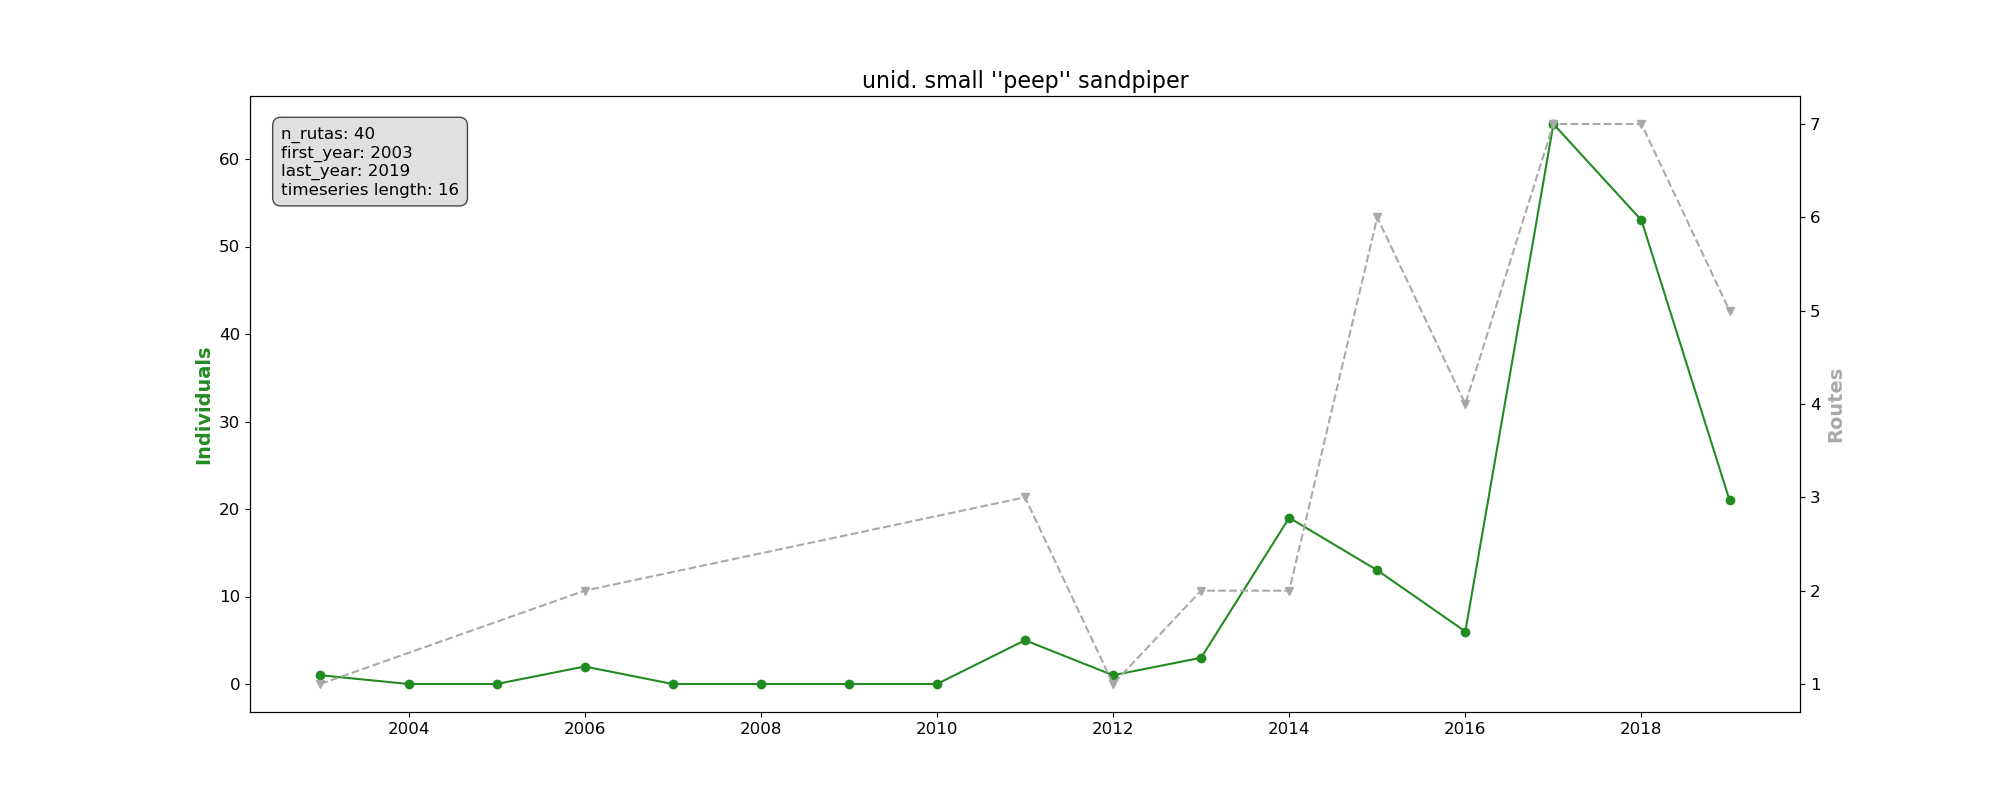 unid. small ''peep'' sandpiper
n_rutas: 40
first_year: 2003
last_year: 2019
timeseries length: 16
60
50
40
30
20
10
0
Individuals
7
6
5
4
3
2
1
Routes
2004 2006 2008 2010 2012 2014 2016 2018